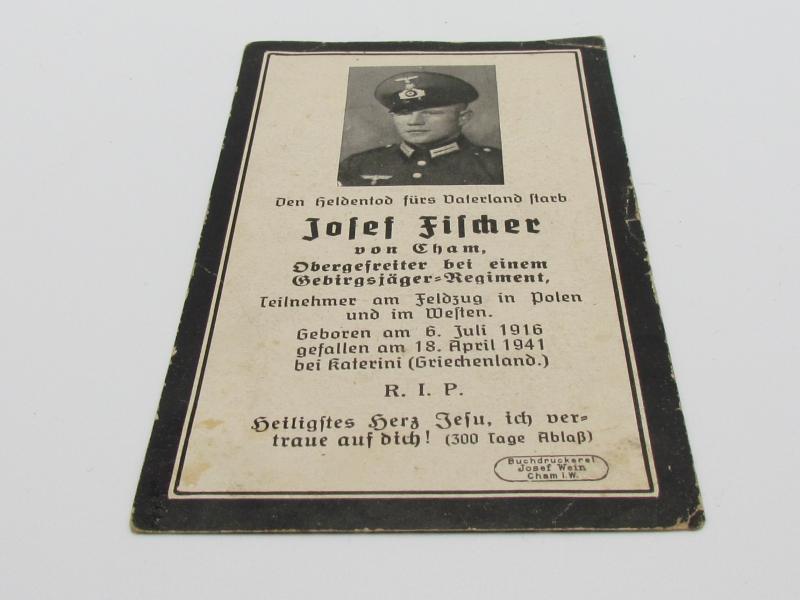 Den Heldentod fürs Vaterland starb
Josef Fischer
von Cham,
Obergefreiter bei einem
Gebirgsjäger=Regiment,
Teilnehmer am Feldzug in Polen
und im Westen.
Geboren am 6. Juli 1916
gefallen am 18. April 1941
bei Katerini (Griechenland.)
R. I. P.
Heiligstes Herz Jesu, ich ver=
traue auf dich! (300 Tage Ablaß)
Buchdruckerei
Josef Wein
Cham i.W.